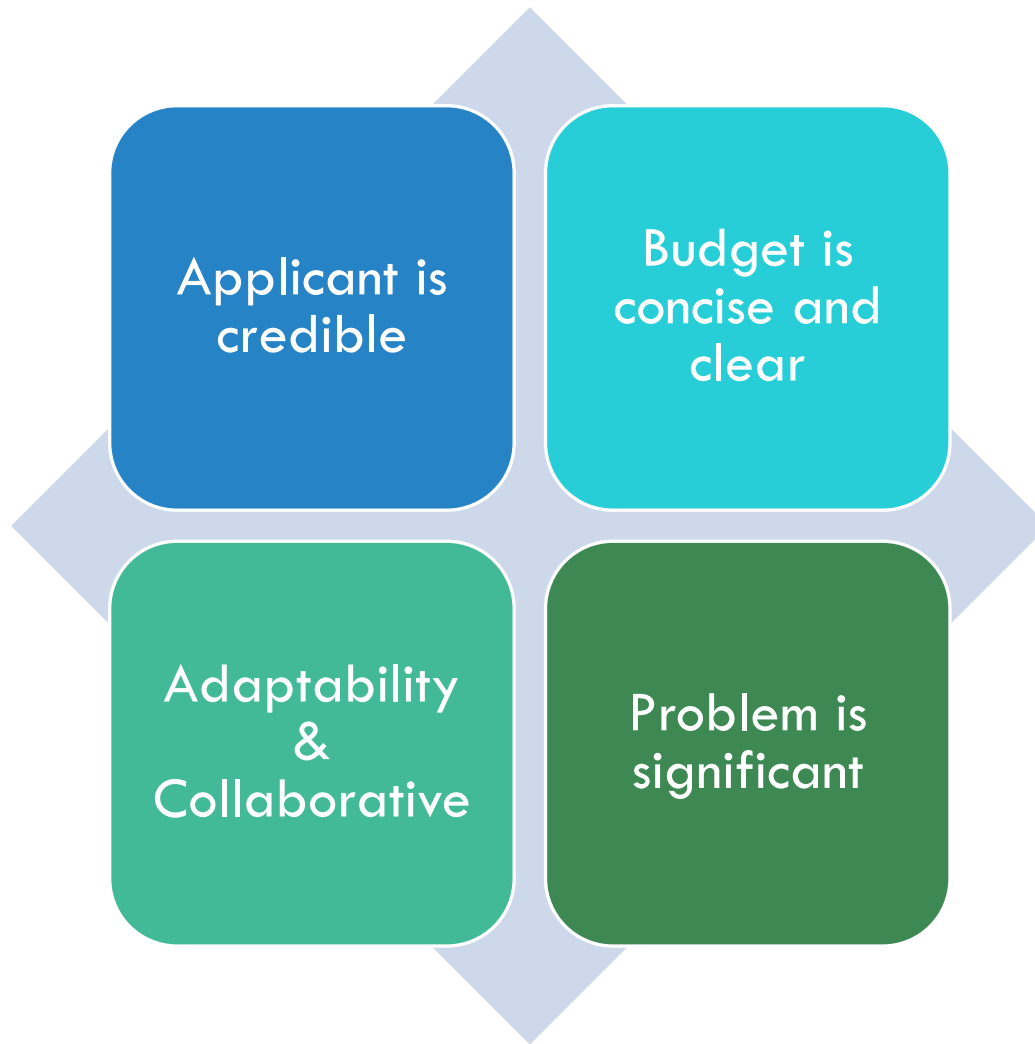 Applicant is
credible
Budget is
concise and
clear
Adaptability
&
Collaborative
Problem is
significant